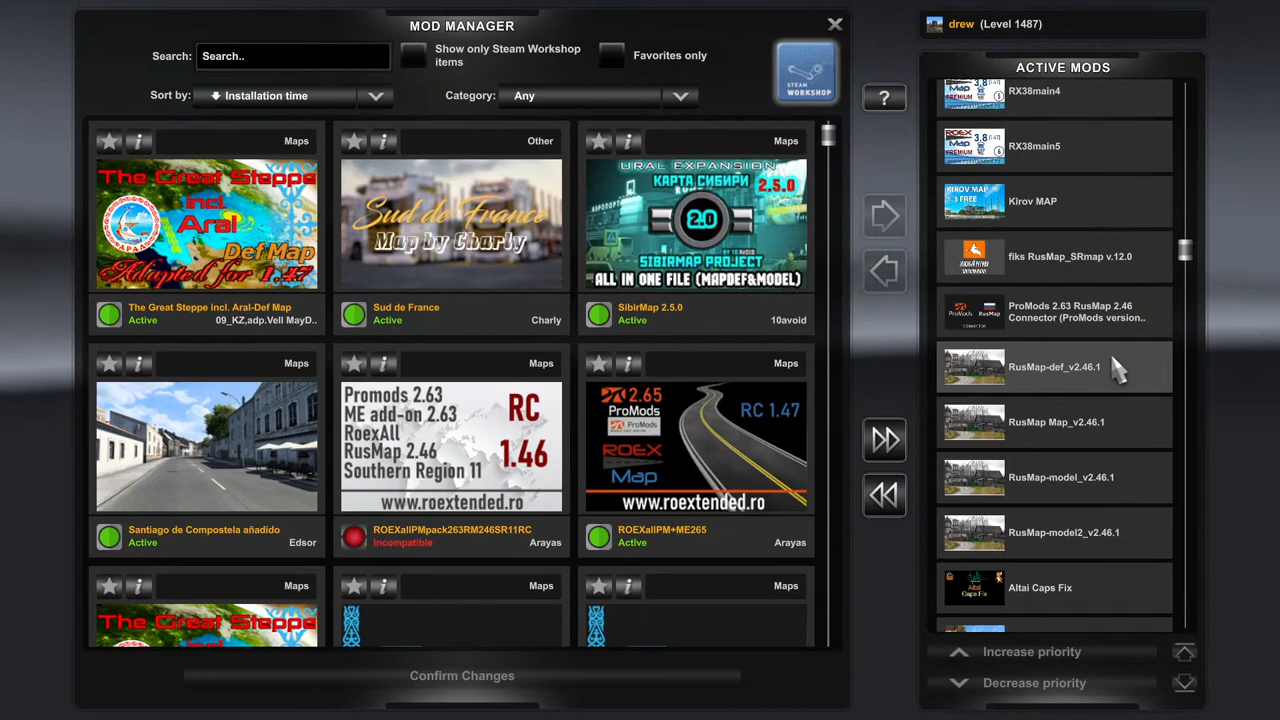 MOD MANAGER
Search:
Search..
Show only Steam Workshop
items
Favorites only
STEAM
WORKSHOP
Sort by:
Installation time
Category:
Any
Maps
The Great Steppe
incl.
Aral
DefMap
Adapted for 1.47
The Great Steppe incl. Aral-Def Map
Active
09_KZ,adp.Vell MayD..
Other
Sud de France
Map by Charly
Sud de France
Active
Charly
Maps
URAL EXPANSION
КАРТА СИБИРИ
2.5.0
2.0
SIBIRMAP PROJECT
ALL IN ONE FILE (MAPDEF&MODEL)
SibirMap 2.5.0
Active
10avoid
Maps
Santiago de Compostela añadido
Active
Edsor
Maps
Promods 2.63
ME add-on 2.63
RoexAll
RusMap 2.46
Southern Region 11
RC
1.46
www.roextended.ro
ROEXallPMpack263RM246SR11RC
Incompatible
Arayas
Maps
2.65
ProMods
ProMods
ROEX
Map
RC 1.47
www.roextended.ro
ROEXallPM+ME265
Active
Arayas
Maps
The Great Steppe
incl.
Maps
Maps
Confirm Changes
?
drew (Level 1487)
ACTIVE MODS
RX38main4
RX38main5
Kirov MAP
fiks RusMap_SRmap v.12.0
ProMods 2.63 RusMap 2.46
Connector (ProMods version..
RusMap-def_v2.46.1
RusMap Map_v2.46.1
RusMap-model_v2.46.1
RusMap-model2_v2.46.1
Altai Caps Fix
Increase priority
Decrease priority